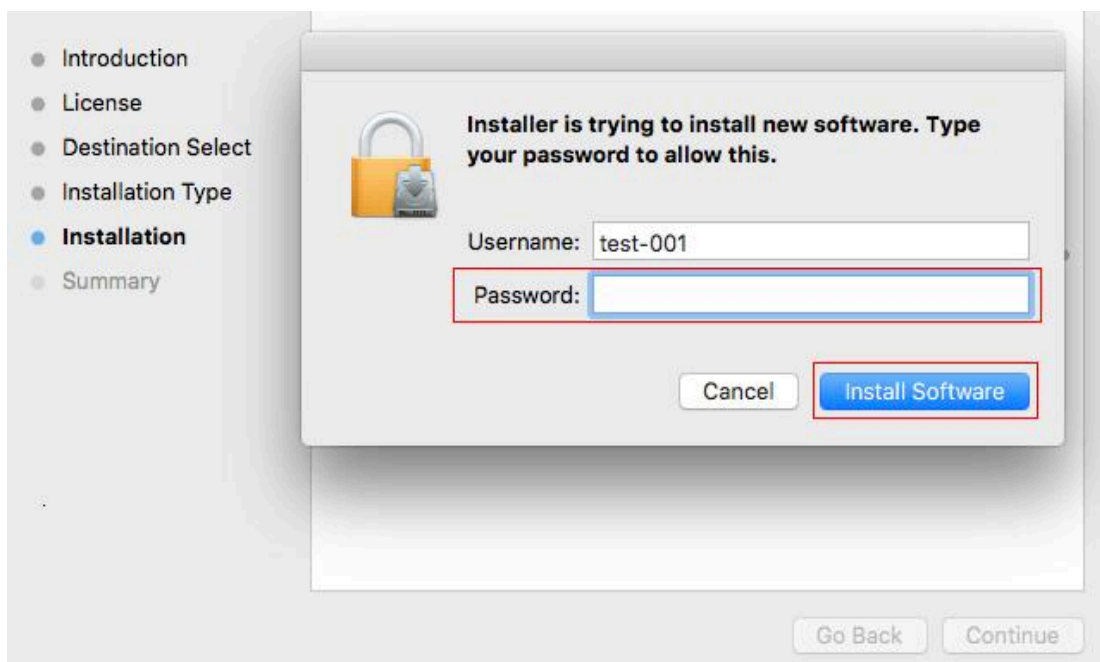 Introduction
License
Destination Select
Installation Type
Installation
Summary
Installer is trying to install new software. Type
your password to allow this.
Username: test-001
Password:
Cancel Install Software
Go Back Continue